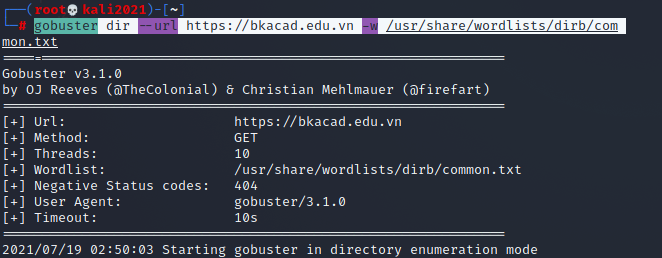 ┌──(root💀kali2021)-[~]
└─# gobuster dir --url https://bkacad.edu.vn -w /usr/share/wordlists/dirb/com
mon.txt
===============================================================
Gobuster v3.1.0
by OJ Reeves (@TheColonial) & Christian Mehlmauer (@firefart)
===============================================================
[+] Url:                     https://bkacad.edu.vn
[+] Method:                  GET
[+] Threads:                 10
[+] Wordlist:                /usr/share/wordlists/dirb/common.txt
[+] Negative Status codes:   404
[+] User Agent:              gobuster/3.1.0
[+] Timeout:                 10s
===============================================================
2021/07/19 02:50:03 Starting gobuster in directory enumeration mode